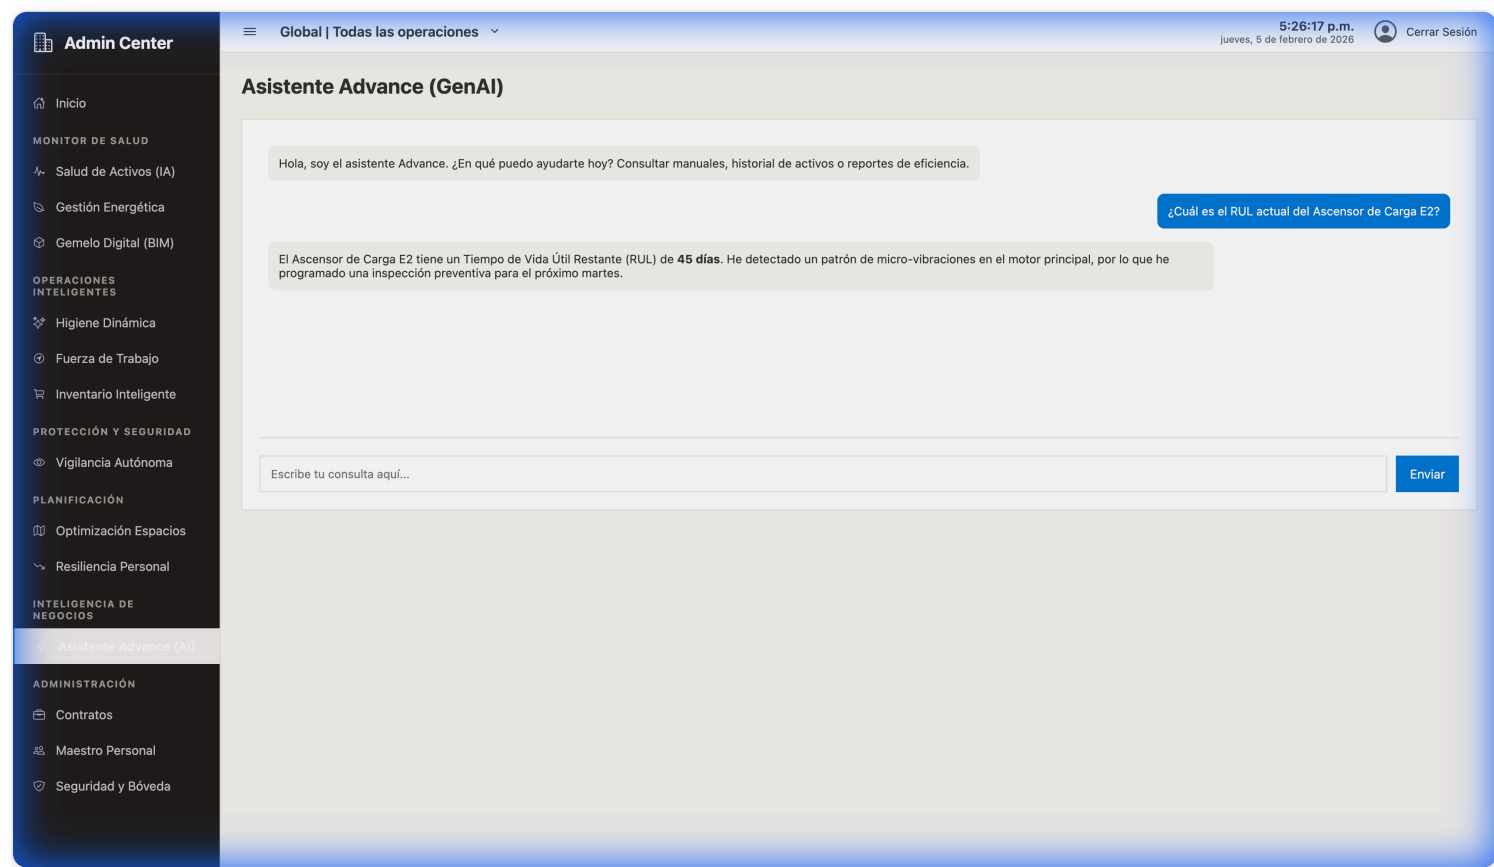 Admin Center
Global | Todas las operaciones
5:26:17 p.m.
jueves, 5 de febrero de 2026
Cerrar Sesión
Inicio
MONITOR DE SALUD
Salud de Activos (IA)
Gestión Energética
Gemelo Digital (BIM)
OPERACIONES
INTELIGENTES
Higiene Dinámica
Fuerza de Trabajo
Inventario Inteligente
PROTECCIÓN Y SEGURIDAD
Vigilancia Autónoma
PLANIFICACIÓN
Optimización Espacios
Resiliencia Personal
INTELIGENCIA DE
NEGOCIOS
Asistente Advance (AI)
ADMINISTRACIÓN
Contratos
Maestro Personal
Seguridad y Bóveda
Asistente Advance (GenAI)
Hola, soy el asistente Advance. ¿En qué puedo ayudarte hoy? Consultar manuales, historial de activos o reportes de eficiencia.
¿Cuál es el RUL actual del Ascensor de Carga E2?
El Ascensor de Carga E2 tiene un Tiempo de Vida Útil Restante (RUL) de 45 días. He detectado un patrón de micro-vibraciones en el motor principal, por lo que he
programado una inspección preventiva para el próximo martes.
Escribe tu consulta aquí...
Enviar